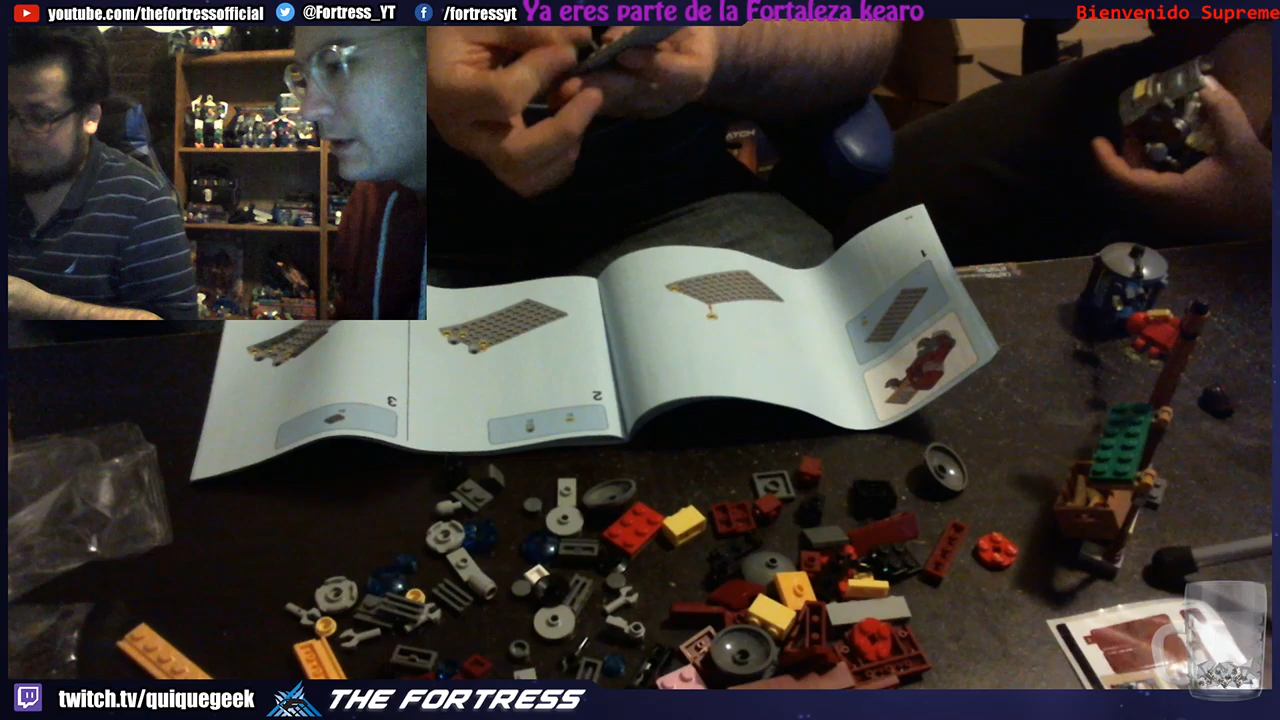 youtube.com/thefortressofficial @Fortress_YT /fortressyt Ya eres parte de la Fortaleza kearo Bienvenido Supreme
1
2
3
twitch.tv/quiquegeek THE FORTRESS